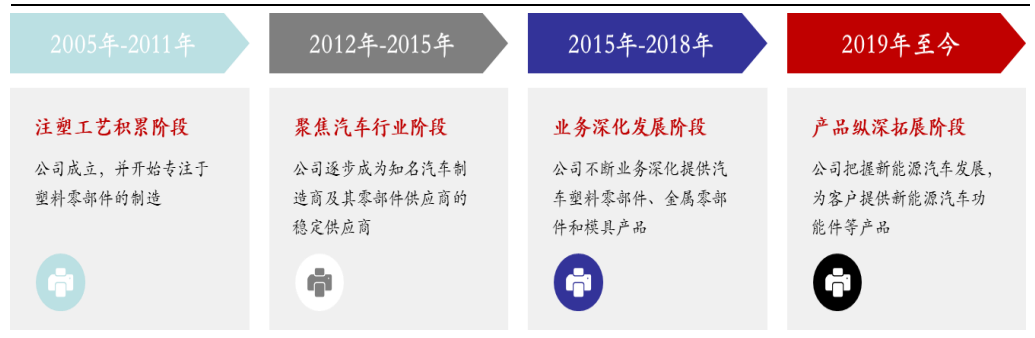 2005年-2011年
注塑工艺积累阶段
公司成立，并开始专注于
塑料零部件的制造
2012年-2015年
聚焦汽车行业阶段
公司逐步成为知名汽车制
造商及其零部件供应商的
稳定供应商
2015年-2018年
业务深化发展阶段
公司不断业务深化提供汽
车塑料零部件、金属零部
件和模具产品
2019年至今
产品纵深拓展阶段
公司把握新能源汽车发展，
为客户提供新能源汽车功
能件等产品